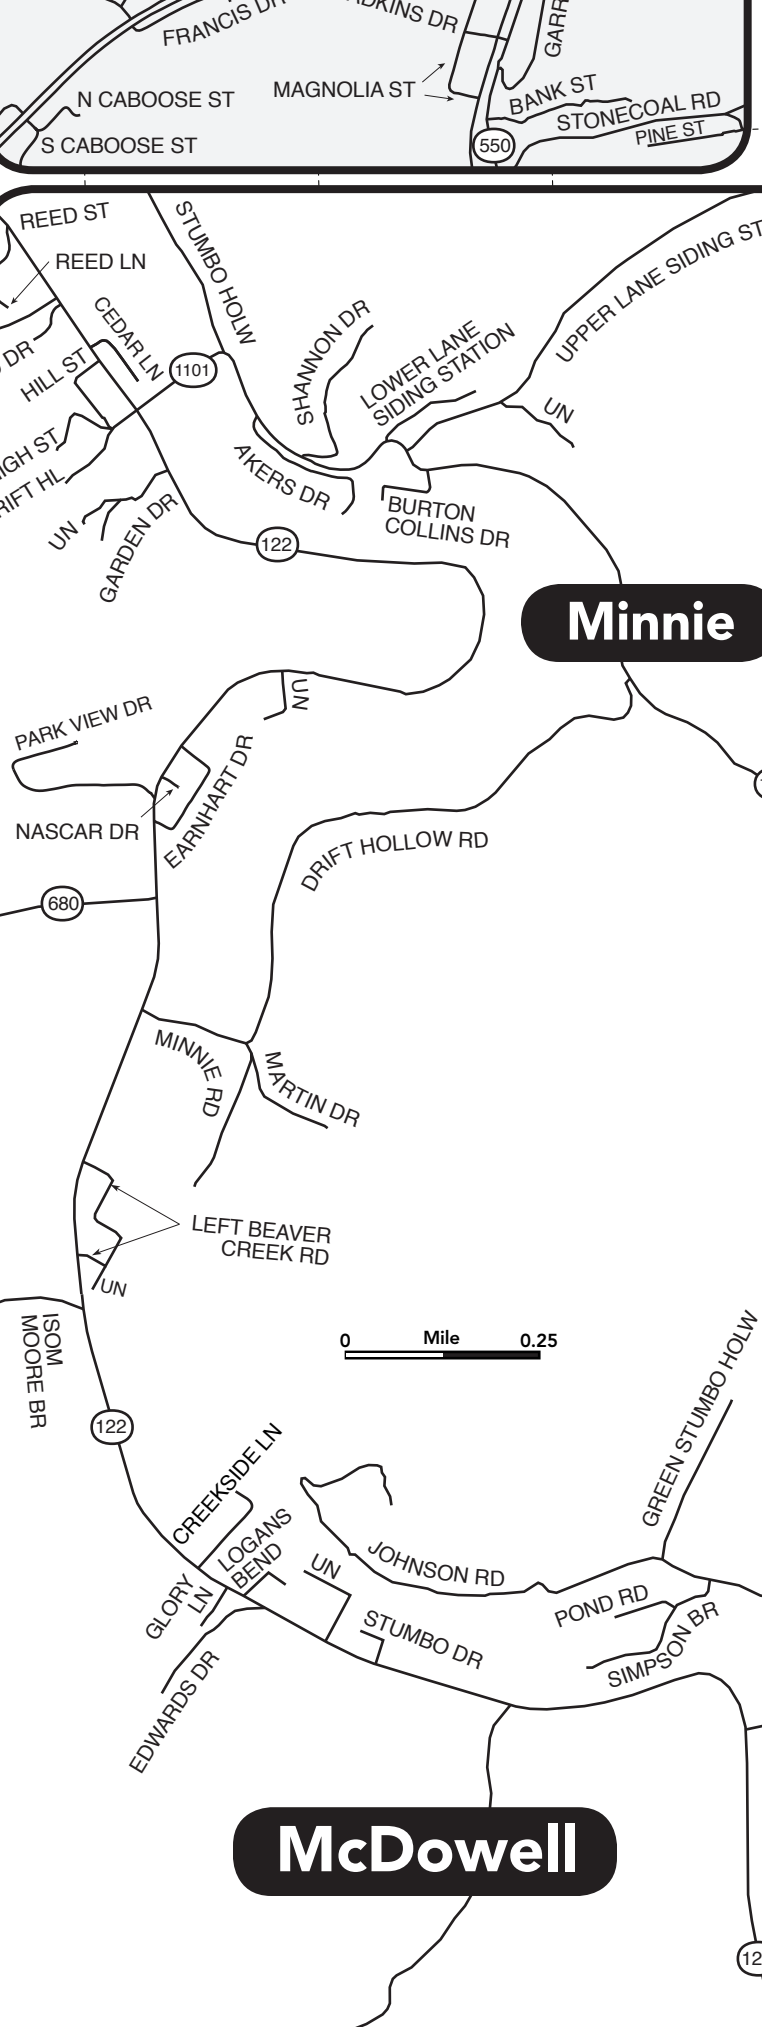 FRANCIS DR
MAGNOLIA ST
N CABOOSE ST
S CABOOSE ST
BANK ST
STONECOAL RD
PINE ST
550
REED ST
REED LN
STUMBO HOLW
UPPER LANE SIDING ST
CEDAR LN
SHANNON DR
LOWER LANE
SIDING STATION
DR
HILL ST
1101
UN
AKERS DR
BURTON
COLLINS DR
UN
GARDEN DR
122
Minnie
UN
PARK VIEW DR
EARNHART DR
NASCAR DR
DRIFT HOLLOW RD
680
MINNIE RD
MARTIN DR
LEFT BEAVER
CREEK RD
UN
ISOM
MOORE BR
0 Mile 0.25
122
GREEN STUMBO HOLW
CREEKSIDE LN
LOGANS
BEND
UN
JOHNSON RD
GLORY
LN
POND RD
STUMBO DR
SIMPSON BR
EDWARDS DR
McDowell